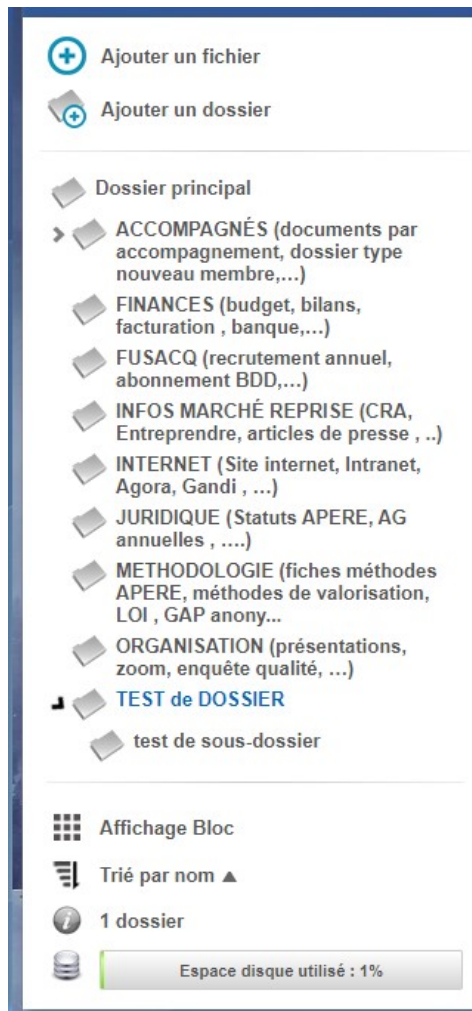 Ajouter un fichier
Ajouter un dossier
Dossier principal
ACCOMPAGNÉS (documents par
accompagnement, dossier type
nouveau membre,...)
FINANCES (budget, bilans,
facturation , banque,...)
FUSACQ (recrutement annuel,
abonnement BDD,...)
INFOS MARCHÉ REPRISE (CRA,
Entreprendre, articles de presse , ..)
INTERNET (Site internet, Intranet,
Agora, Gandi , ...)
JURIDIQUE (Statuts APERE, AG
annuelles , ....)
METHODOLOGIE (fiches méthodes
APERE, méthodes de valorisation,
LOI , GAP anony...
ORGANISATION (présentations,
zoom, enquête qualité, ...)
TEST de DOSSIER
test de sous-dossier
Affichage Bloc
Trié par nom ▲
1 dossier
Espace disque utilisé : 1%